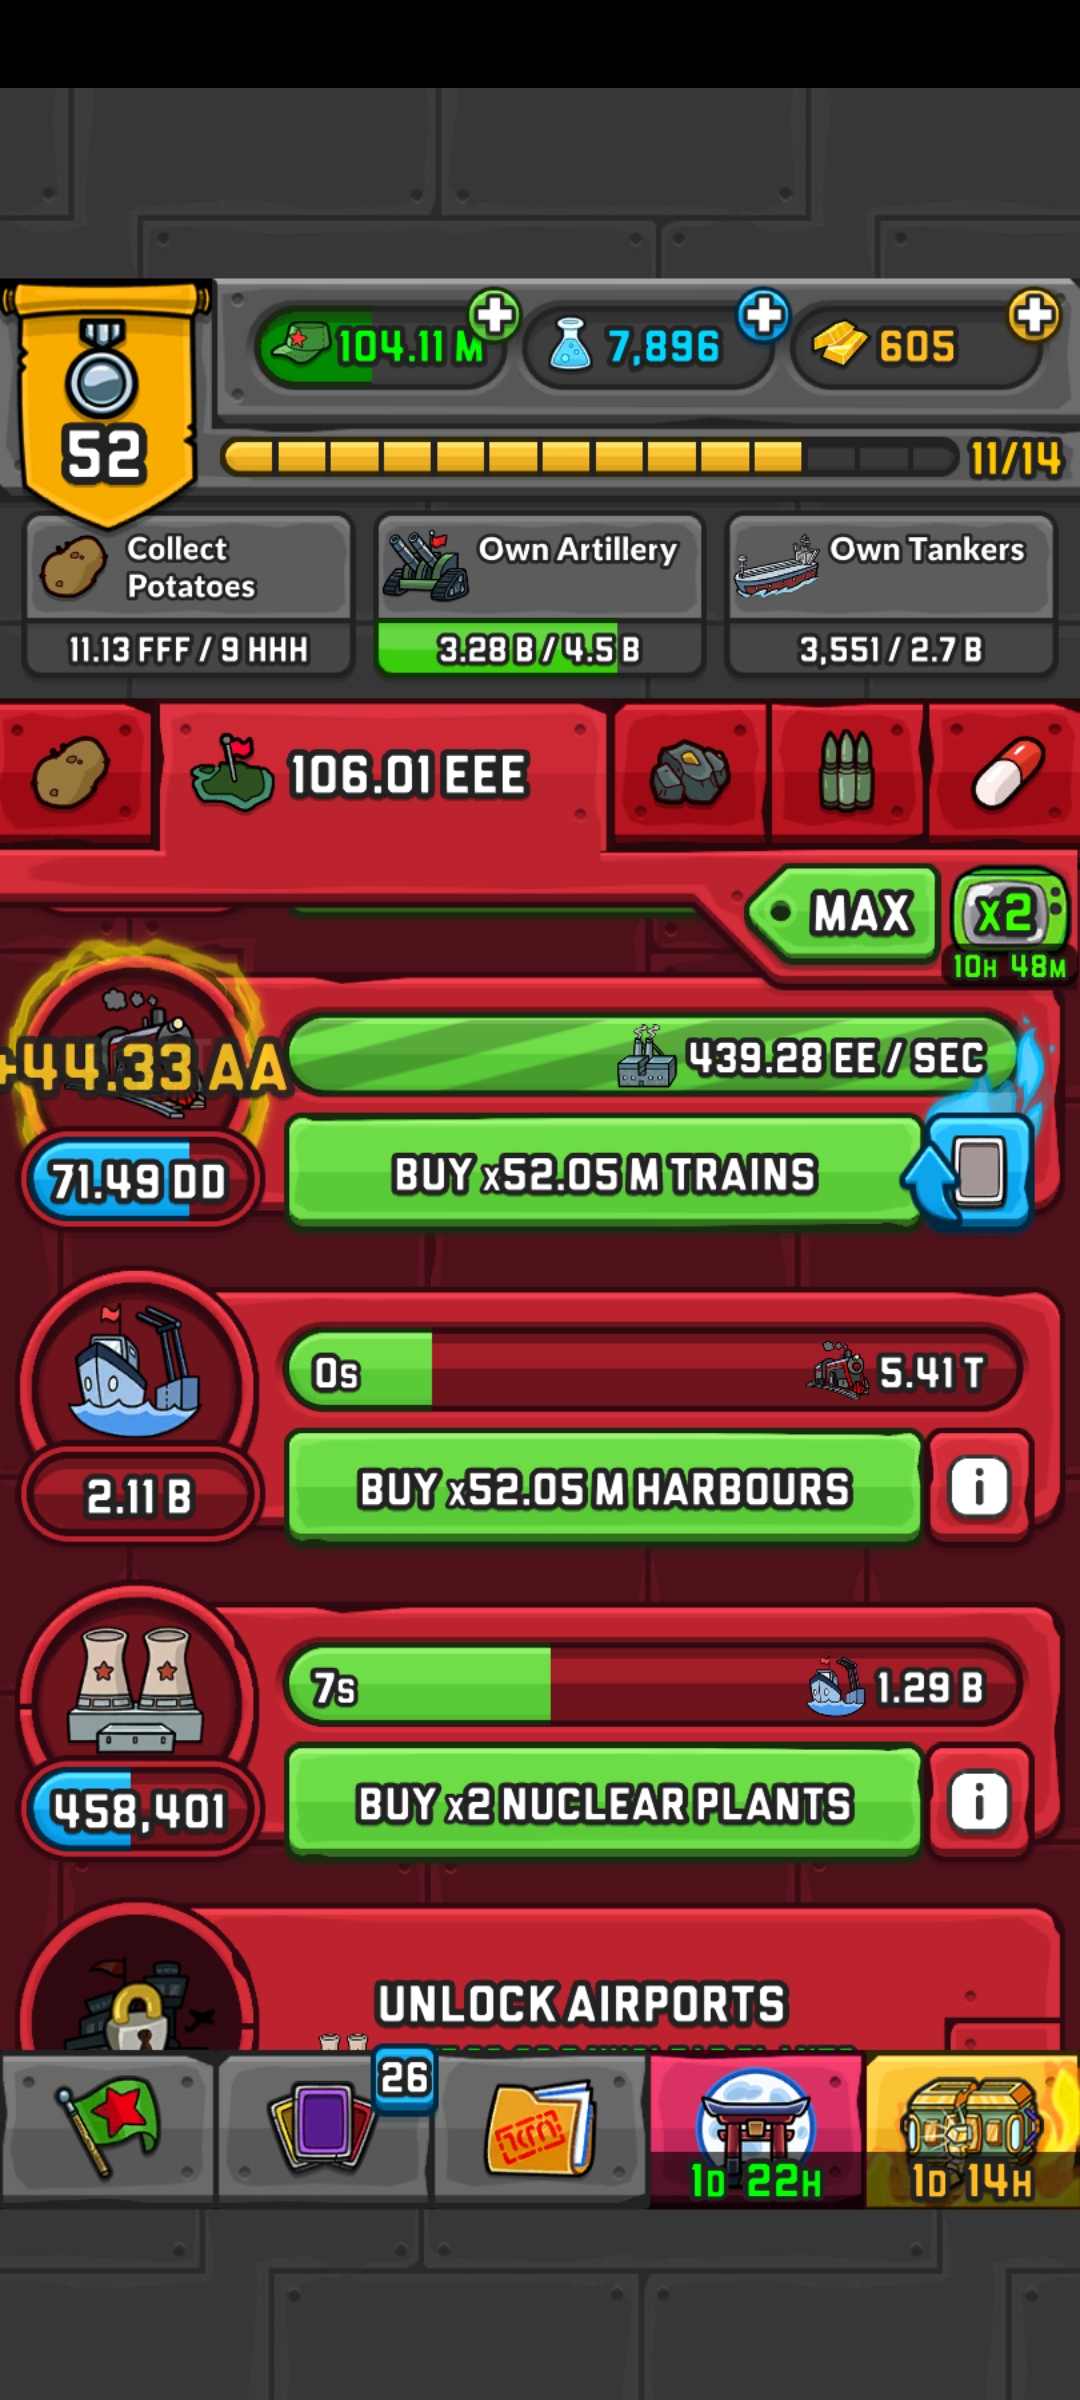 104.11 M
7,896
605
52
11/14
Collect
Potatoes
11.13 FFF / 9 HHH
Own Artillery
3.28 B / 4.5 B
Own Tankers
3,551 / 2.7 B
106.01 EEE
MAX
x2
10H 48M
+44.33 AA
439.28 EE / SEC
71.49 DD
BUY x52.05 M TRAINS
0s
5.41 T
2.11 B
BUY x52.05 M HARBOURS
i
7s
1.29 B
458,401
BUY x2 NUCLEAR PLANTS
i
UNLOCK AIRPORTS
26
1D 22H
1D 14H